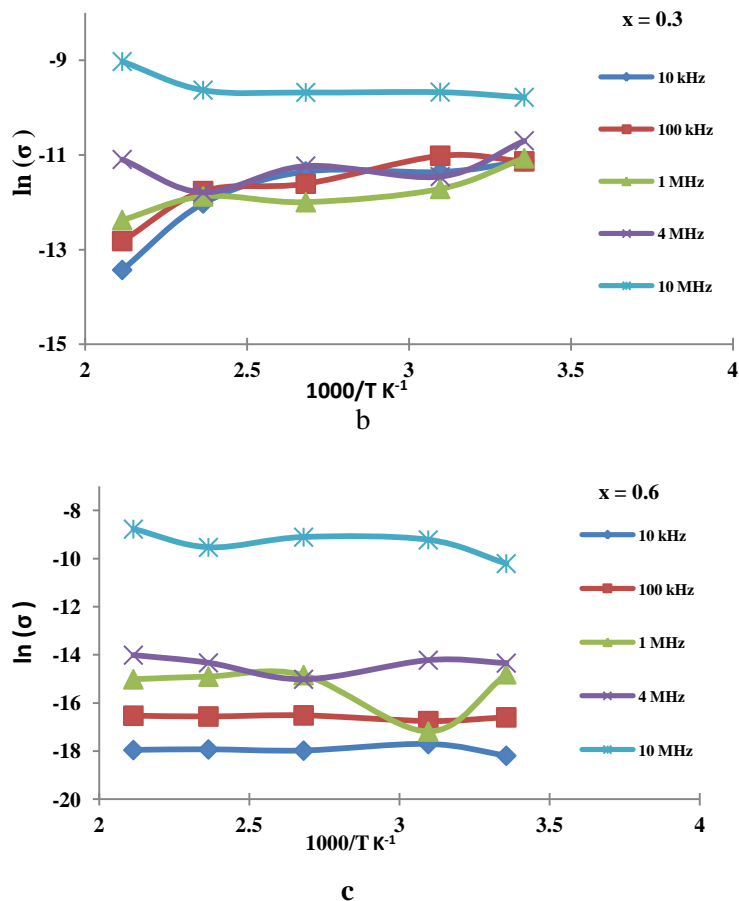 x = 0.3
-9
-11
-13
-15
ln (σ )
10 kHz
100 kHz
1 MHz
4 MHz
10 MHz
2 2.5 3 3.5 4
1000/T K-1
b
x = 0.6
-8
-10
-12
-14
-16
-18
-20
ln (σ )
10 kHz
100 kHz
1 MHz
4 MHz
10 MHz
2 2.5 3 3.5 4
1000/T K-1
c